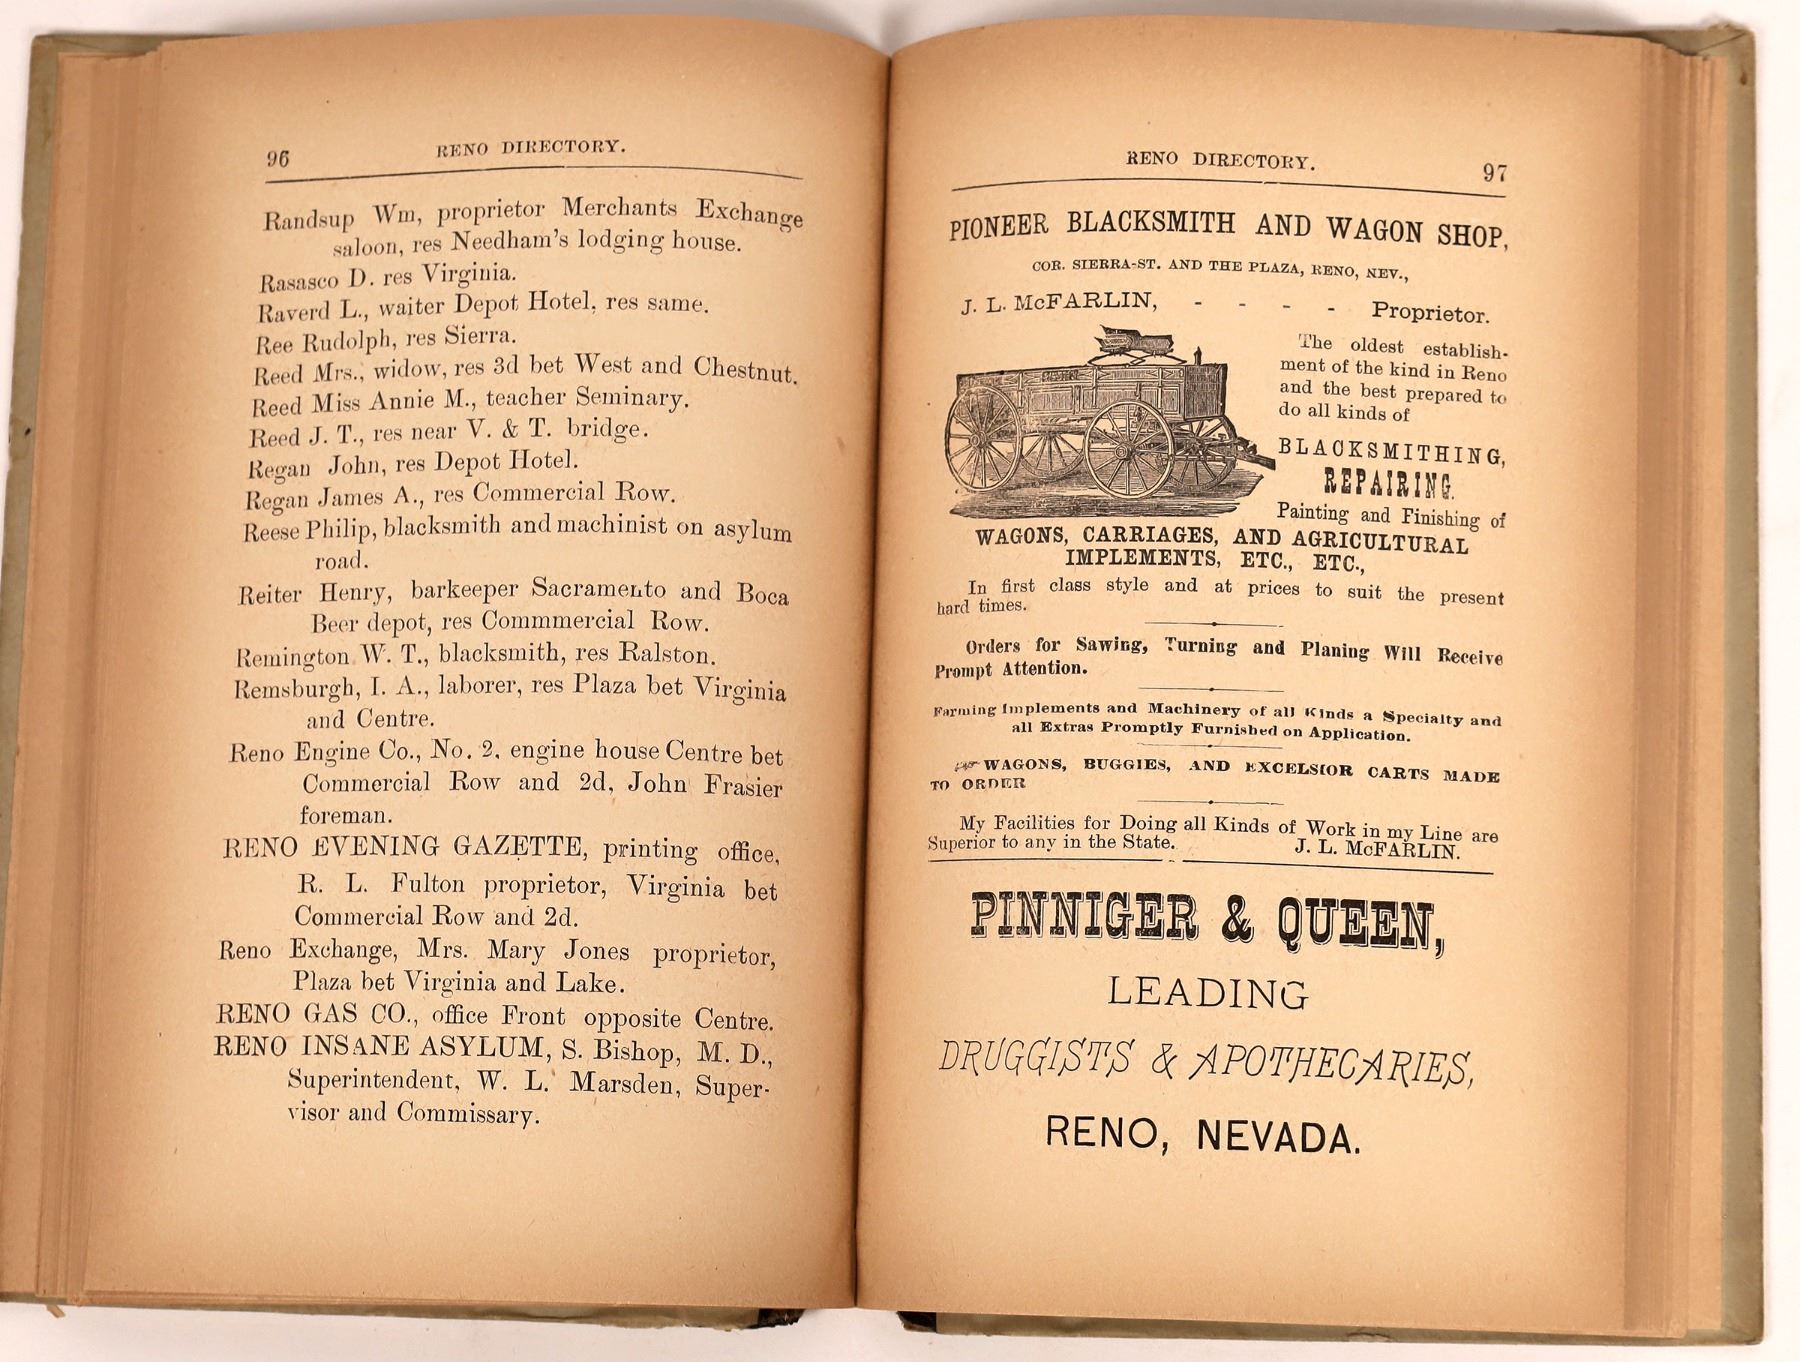 96
RENO DIRECTORY.
Randsup Wm, proprietor Merchants Exchange
saloon, res Needham's lodging house.
Rasasco D. res Virginia.
Raverd L., waiter Depot Hotel, res same.
Ree Rudolph, res Sierra.
Reed Mrs., widow, res 3d bet West and Chestnut.
Reed Miss Annie M., teacher Seminary.
Reed J. T., res near V. & T. bridge.
Regan John, res Depot Hotel.
Regan James A., res Commercial Row.
Reese Philip, blacksmith and machinist on asylum
road.
Reiter Henry, barkeeper Sacramento and Boca
Beer depot, res Commmercial Row.
Remington W. T., blacksmith, res Ralston.
Remsburgh, I. A., laborer, res Plaza bet Virginia
and Centre.
Reno Engine Co., No. 2, engine house Centre bet
Commercial Row and 2d, John Frasier
foreman.
RENO EVENING GAZETTE, printing office,
R. L. Fulton proprietor, Virginia bet
Commercial Row and 2d.
Reno Exchange, Mrs. Mary Jones proprietor,
Plaza bet Virginia and Lake.
RENO GAS CO., office Front opposite Centre.
RENO INSANE ASYLUM, S. Bishop, M. D.,
Superintendent, W. L. Marsden, Super-
visor and Commissary.
RENO DIRECTORY.
97
PIONEER BLACKSMITH AND WAGON SHOP,
COR. SIERRA-ST. AND THE PLAZA, RENO, NEV.,
J. L. McFARLIN, - - - - Proprietor.
The oldest establish-
ment of the kind in Reno
and the best prepared to
do all kinds of
BLACKSMITHING,
REPAIRING.
Painting and Finishing of
WAGONS, CARRIAGES, AND AGRICULTURAL
IMPLEMENTS, ETC., ETC.,
In first class style and at prices to suit the present
hard times.
Orders for Sawing, Turning and Planing Will Receive
Prompt Attention.
Farming Implements and Machinery of all Kinds a Specialty and
all Extras Promptly Furnished on Application.
WAGONS, BUGGIES, AND EXCELSIOR CARTS MADE
TO ORDER
My Facilities for Doing all Kinds of Work in my Line are
Superior to any in the State. J. L. McFARLIN.
PINNIGER & QUEEN,
LEADING
DRUGGISTS & APOTHECARIES,
RENO, NEVADA.